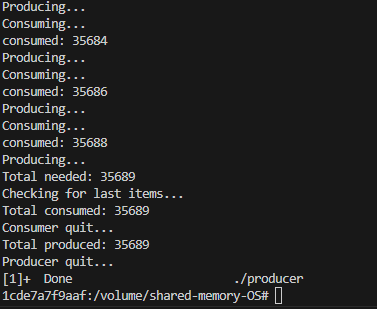 Producing...
Consuming...
consumed: 35684
Producing...
Consuming...
consumed: 35686
Producing...
Consuming...
consumed: 35688
Producing...
Total needed: 35689
Checking for last items...
Total consumed: 35689
Consumer quit...
Total produced: 35689
Producer quit...
[1]+  Done                    ./producer
1cde7a7f9aaf:/volume/shared-memory-OS#